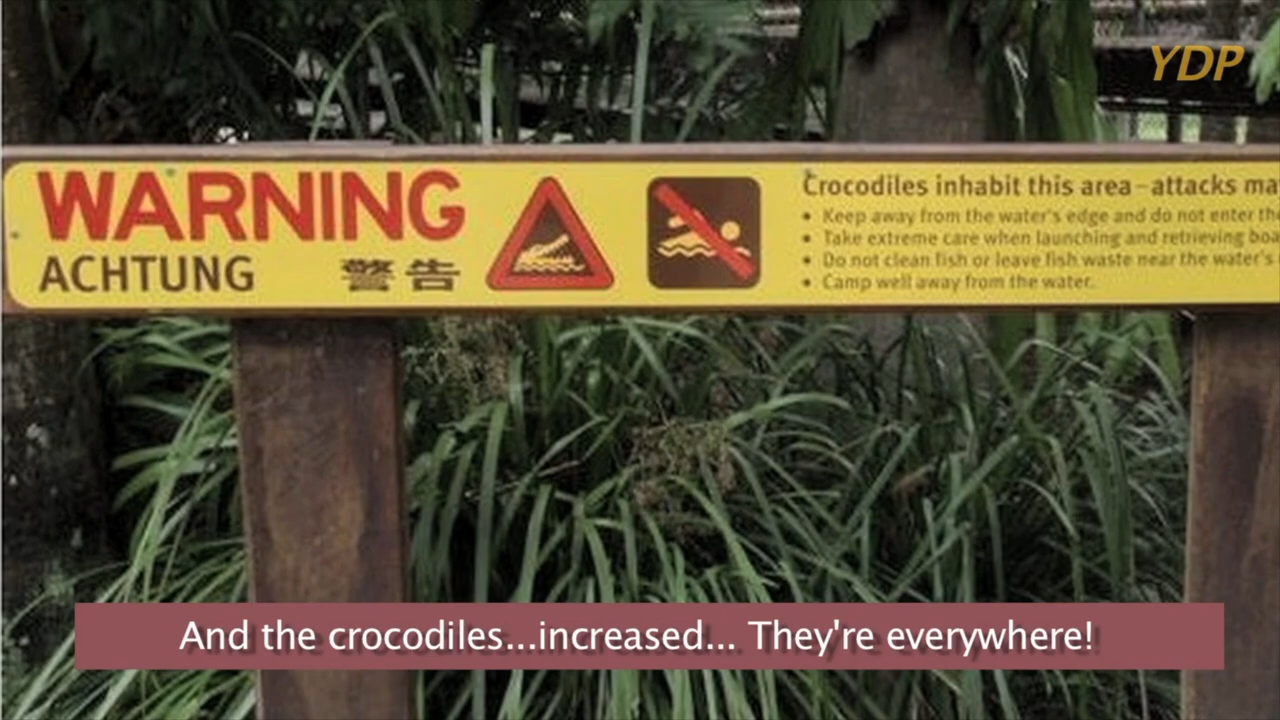 YDP
WARNING
ACHTUNG 警告
Crocodiles inhabit this area – attacks ma
• Keep away from the water's edge and do not enter th
• Take extreme care when launching and retrieving boa
• Do not clean fish or leave fish waste near the water's
• Camp well away from the water.
And the crocodiles...increased... They're everywhere!